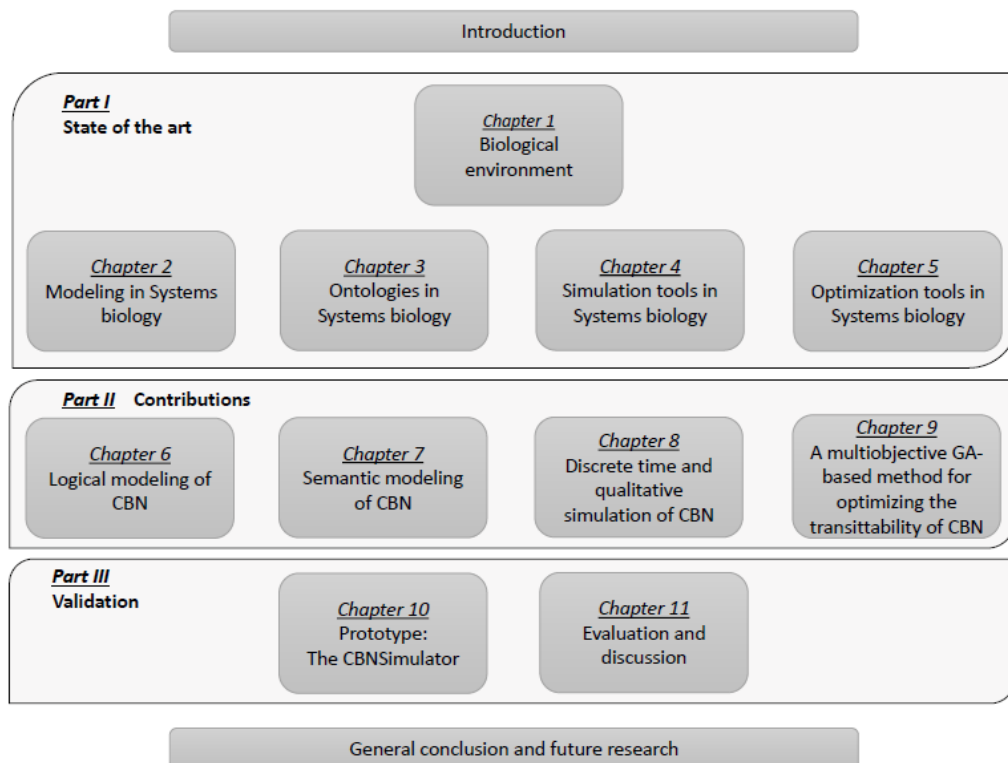 Introduction
Part I
State of the art
Chapter 1
Biological
environment
Chapter 2
Modeling in Systems
biology
Chapter 3
Ontologies in
Systems biology
Chapter 4
Simulation tools in
Systems biology
Chapter 5
Optimization tools in
Systems biology
Part II Contributions
Chapter 6
Logical modeling of
CBN
Chapter 7
Semantic modeling
of CBN
Chapter 8
Discrete time and
qualitative
simulation of CBN
Chapter 9
A multiobjective GA-
based method for
optimizing the
transittability of CBN
Part III
Validation
Chapter 10
Prototype:
The CBNSimulator
Chapter 11
Evaluation and
discussion
General conclusion and future research